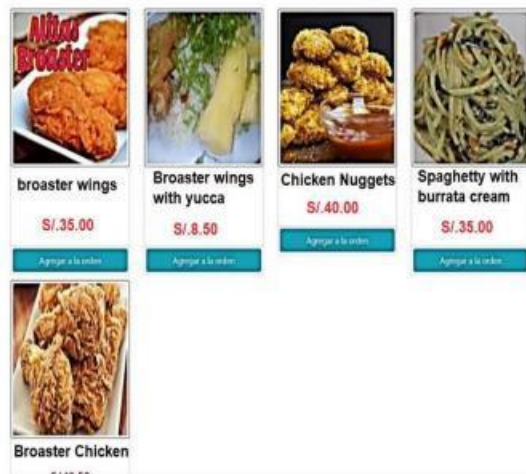 Alitas
Broaster
broaster wings
S/.35.00
Agregar a la orden
Broaster wings
with yucca
S/.8.50
Agregar a la orden
Chicken Nuggets
S/.40.00
Agregar a la orden
Spaghetty with
burrata cream
S/.35.00
Agregar a la orden
Broaster Chicken